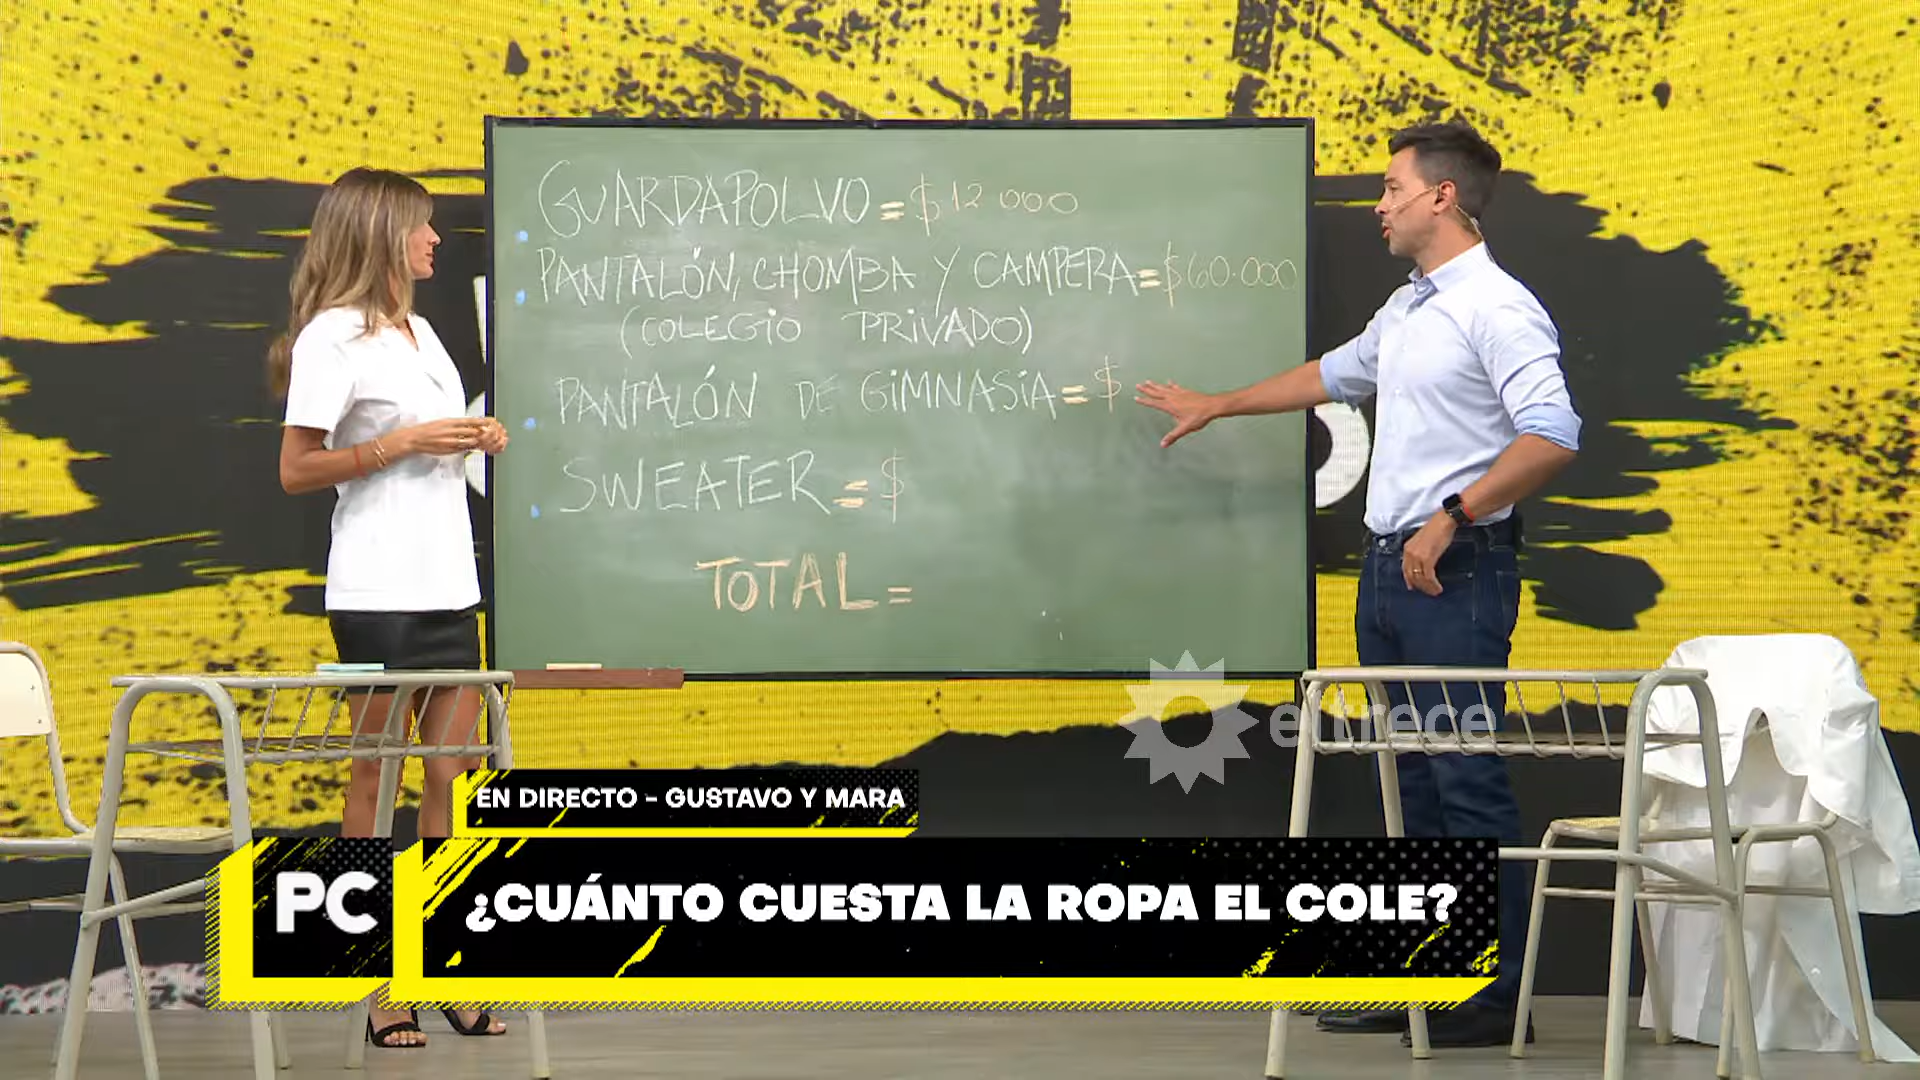 GUARDAPOLVO = $12 000
PANTALÓN, CHOMBA Y CAMPERA = $60.000
(COLEGIO PRIVADO)
PANTALÓN DE GIMNASIA = $
SWEATER = $
TOTAL =
eltrece
EN DIRECTO - GUSTAVO Y MARA
PC
¿CUÁNTO CUESTA LA ROPA EL COLE?